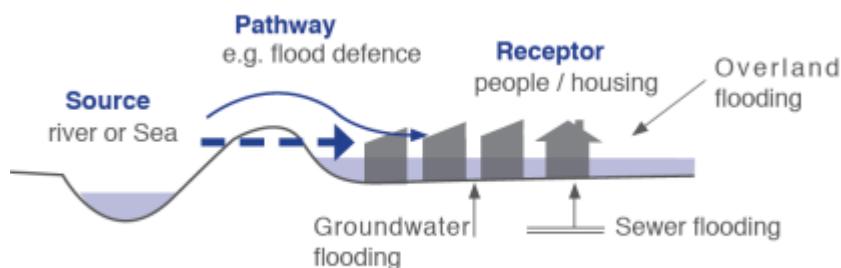 Pathway
e.g. flood defence
Receptor
people / housing
Overland
flooding
Source
river or Sea
Groundwater
flooding
Sewer flooding